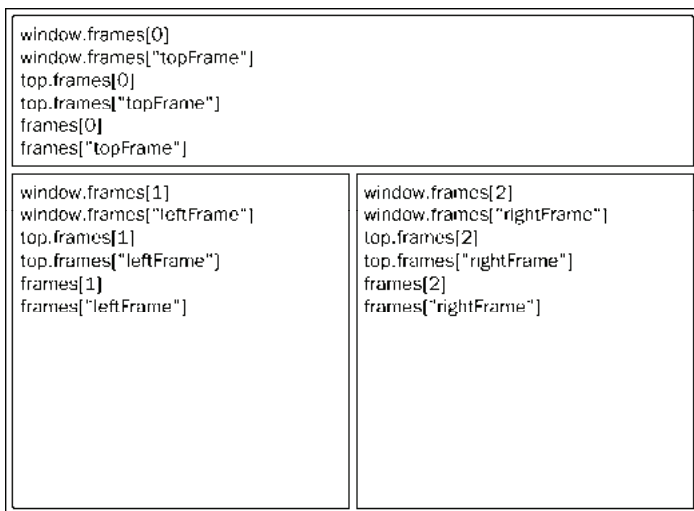 window.frames[0]
window.frames["topFrame"]
top.frames[0]
top.frames["topFrame"]
frames[0]
frames["topFrame"]
window.frames[1]
window.frames["leftFrame"]
top.frames[1]
top.frames["leftFrame"]
frames[1]
frames["leftFrame"]
window.frames[2]
window.frames["rightFrame"]
top.frames[2]
top.frames["rightFrame"]
frames[2]
frames["rightFrame"]